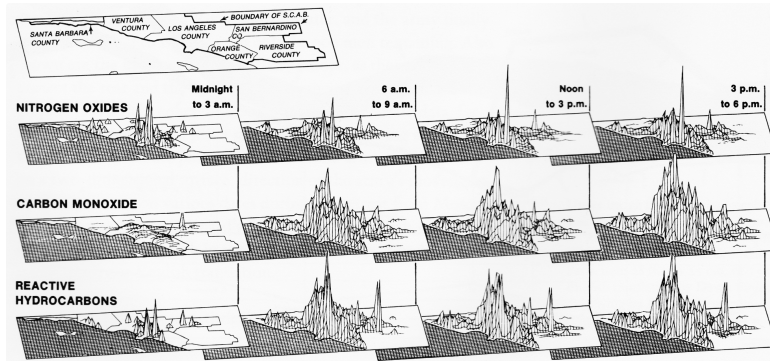 BOUNDARY OF S.C.A.B.
VENTURA
COUNTY
LOS ANGELES
COUNTY
SAN BERNARDINO
CO.
SANTA BARBARA
COUNTY
ORANGE
COUNTY
RIVERSIDE
COUNTY
NITROGEN OXIDES
Midnight
to 3 a.m.
6 a.m.
to 9 a.m.
Noon
to 3 p.m.
3 p.m.
to 6 p.m.
CARBON MONOXIDE
REACTIVE
HYDROCARBONS